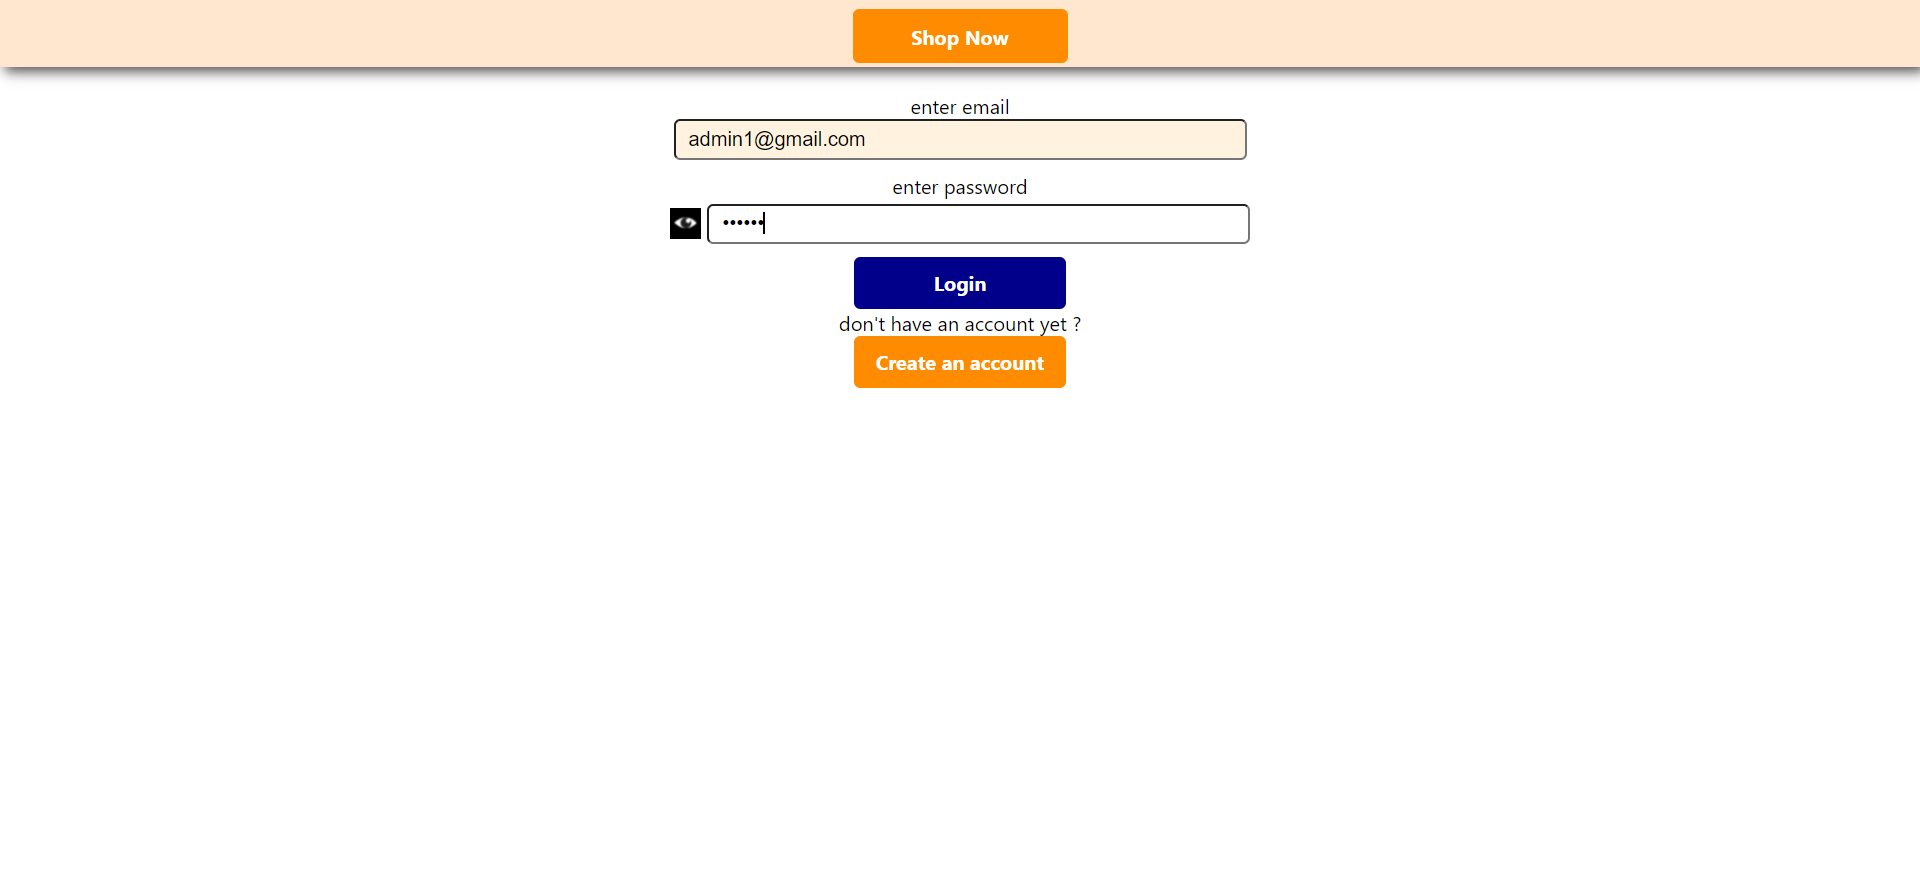 Shop Now
enter email
admin1@gmail.com
enter password
••••••
Login
don't have an account yet ?
Create an account